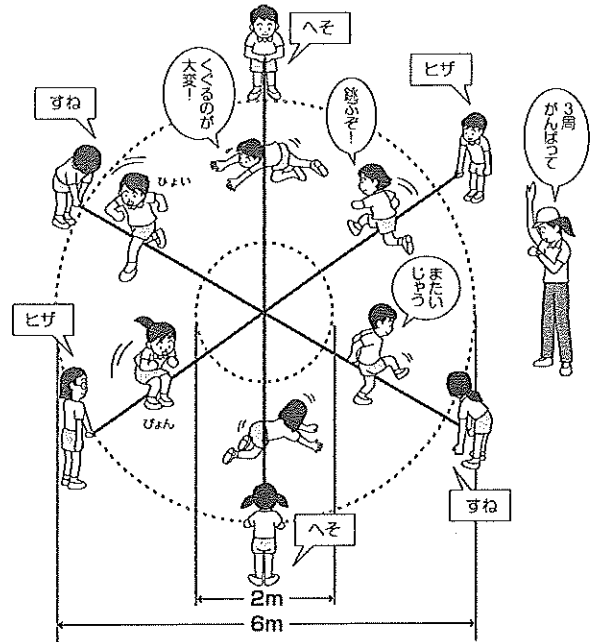 へそ
ヒザ
すね
くぐるのが
大変！
跳ぶぞー！
3周
がんばって
ひょい
またい
じゃう
ヒザ
ぴょん
すね
へそ
2m
6m